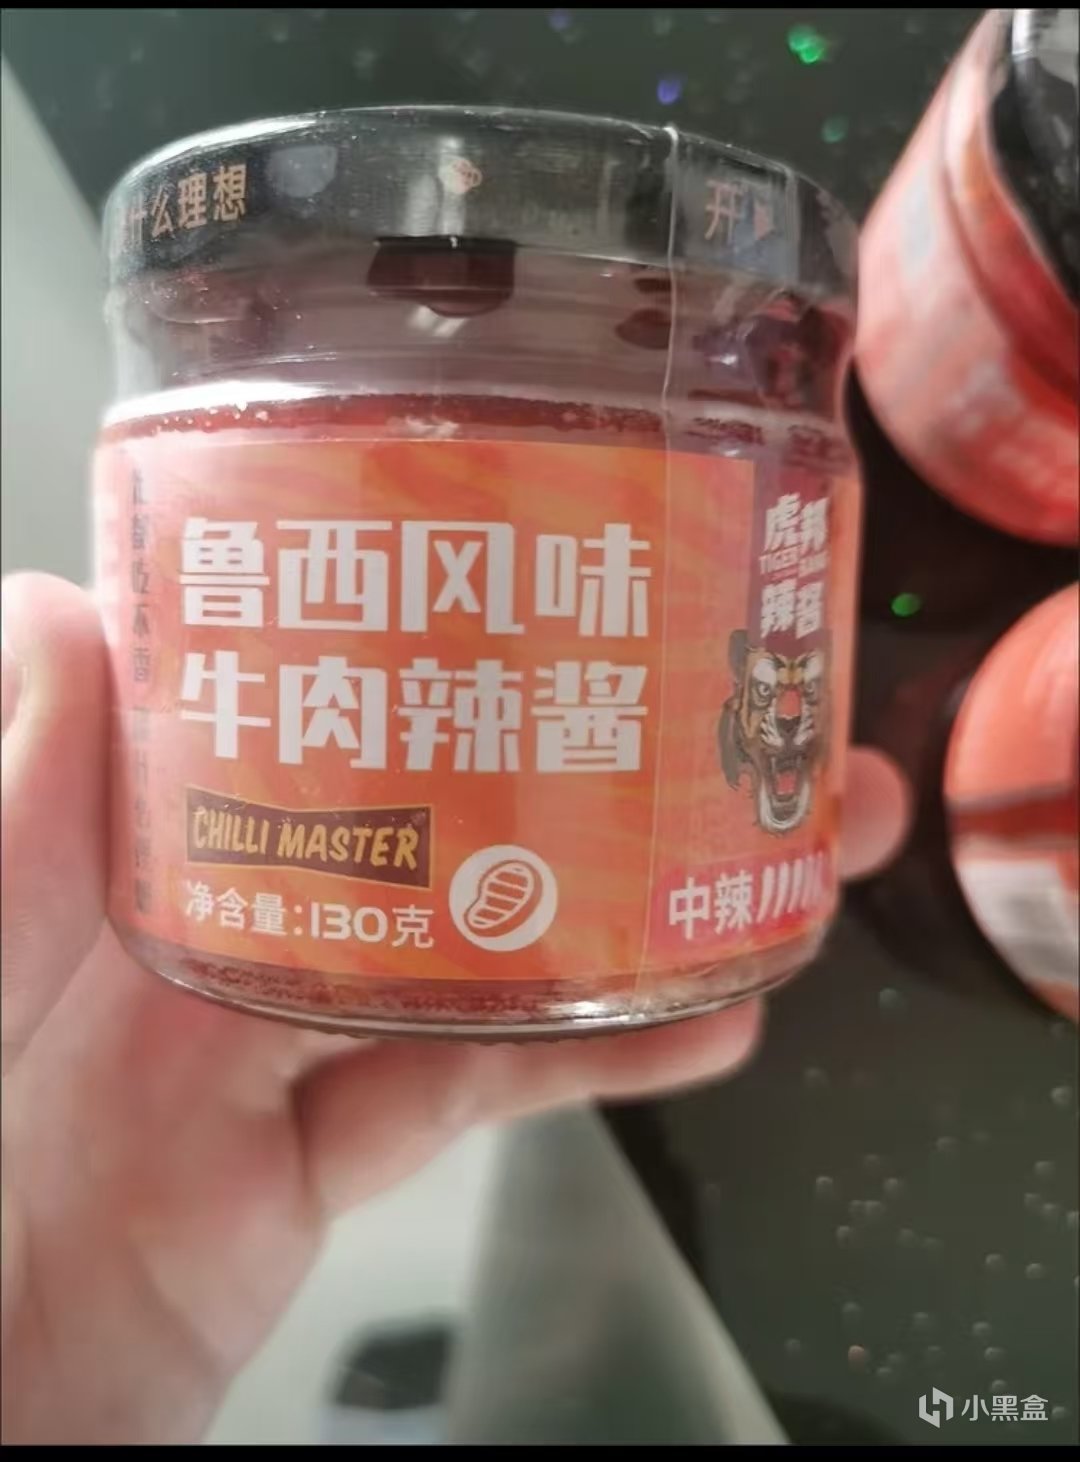 什么理想
开
鲁西风味
牛肉辣酱
CHILLI MASTER
净含量:130克
虎邦
TIGER BANG
辣酱
中辣
小黑盒